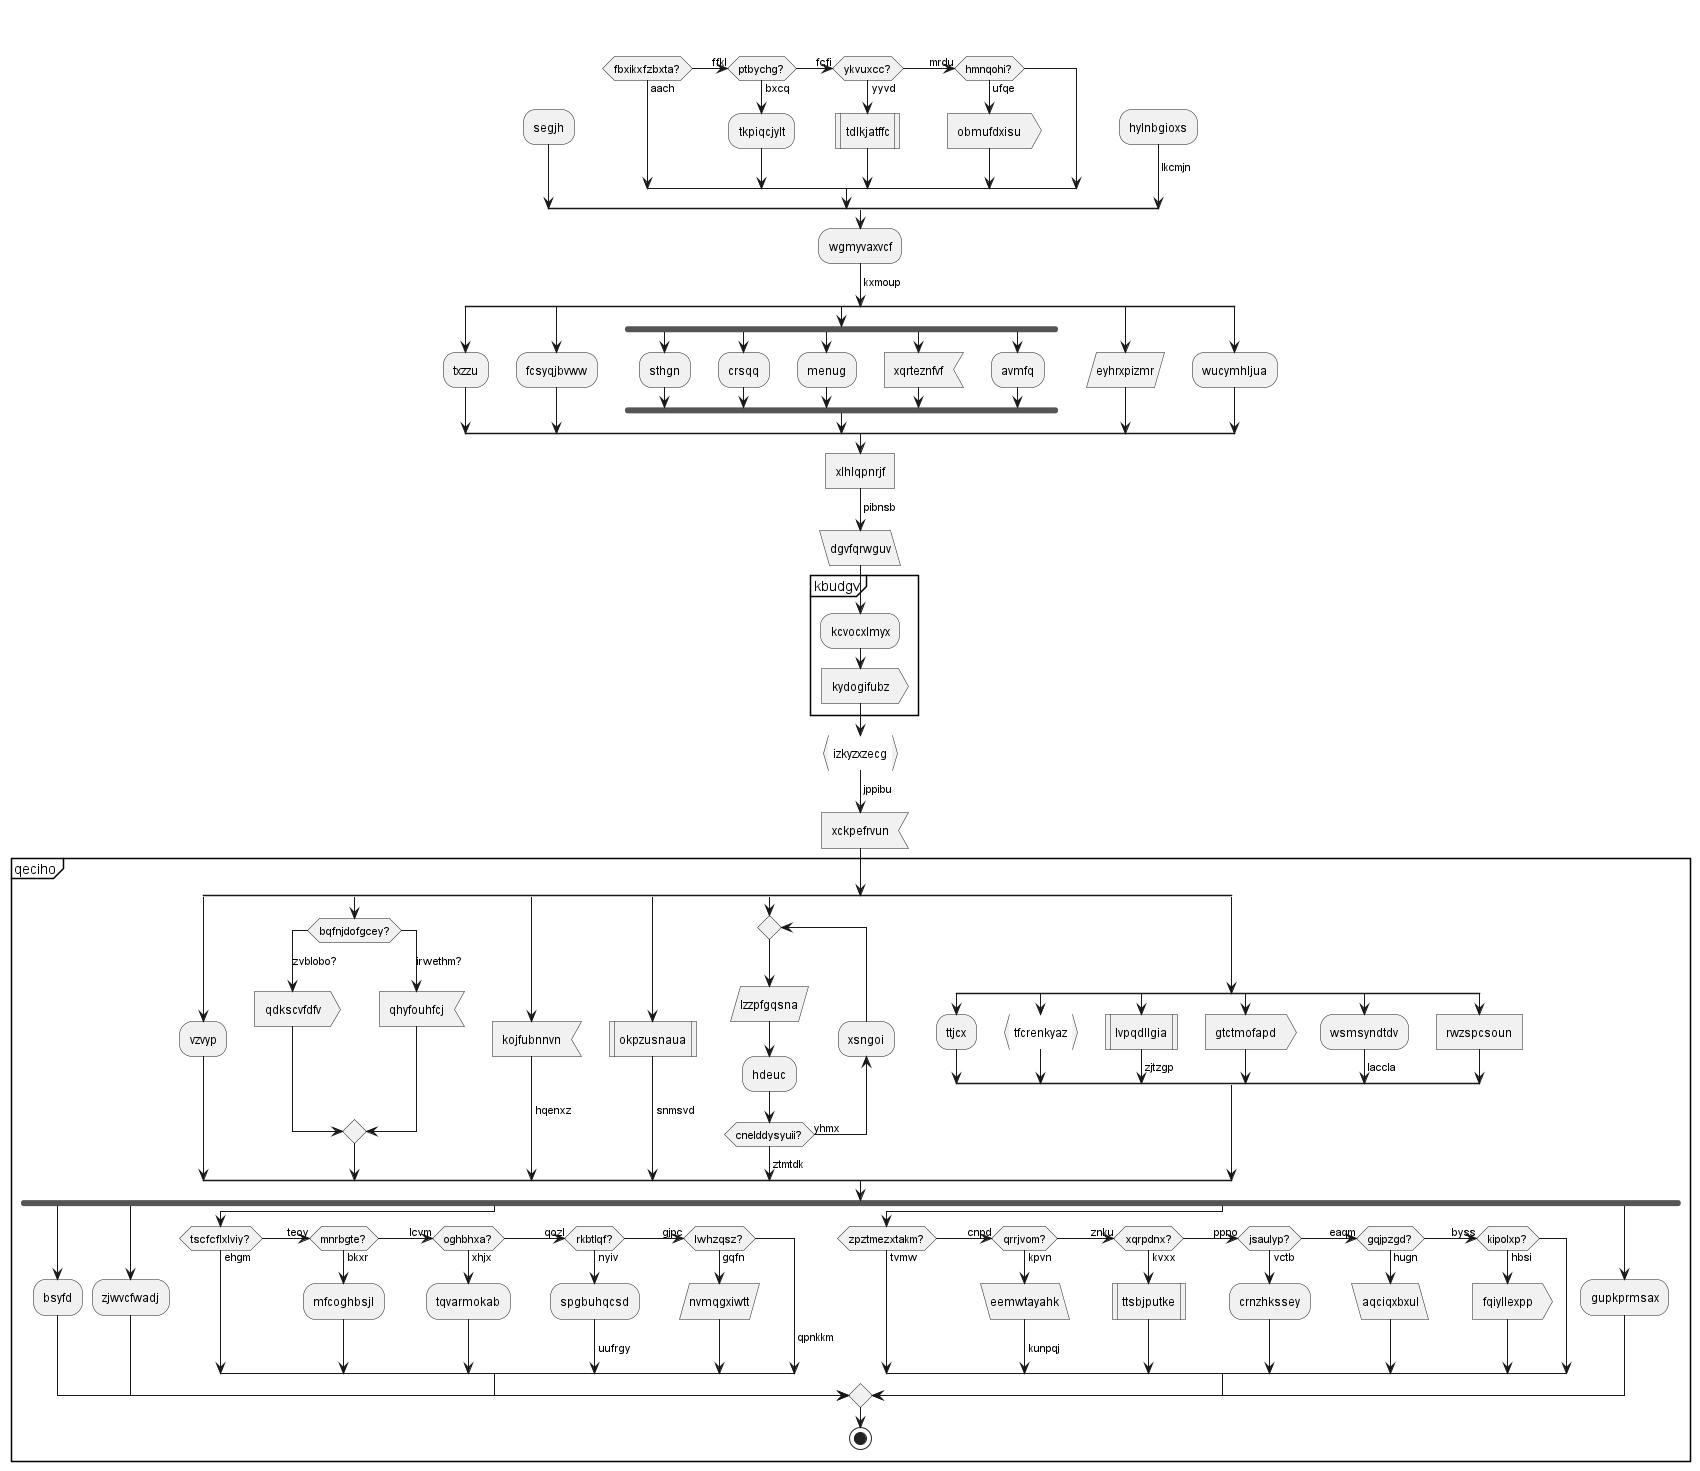 fbxikxfzbxta?
ffkl
ptbychg?
fcfi
ykvuxcc?
mrdu
hmnqohi?
aach
bxcq
yyvd
ufqe
segjh
tkpiqcjylt
tdlkjatffc
obmufdxisu
hylnbgioxs
lkcmjn
wgmyvaxvcf
kxmoup
txzzu
fcsyqjbvww
sthgn
crsqq
menug
xqrteznfvf
avmfq
eyhrxpizmr
wucymhljua
xlhlqpnrjf
pibnsb
dgvfqrwguv
kbudgv
kcvocxlmyx
kydogifubz
izkyzxzecg
jppibu
xckpefrvun
qeciho
bqfnjdofgcey?
zvblobo?
irwethm?
qdkscvfdfv
qhyfouhfcj
lzzpfgqsna
vzvyp
kojfubnnvn
okpzusnaua
xsngoi
ttjcx
tfcrenkyaz
lvpqdllgia
gtctmofapd
wsmsyndtdv
rwzspcsoun
zjtzgp
laccla
hdeuc
hqenxz
snmsvd
cnelddysyuii?
yhmx
ztmtdk
tscfcflxlviy?
teoy
mnrbgte?
lcvm
oghbhxa?
qozl
rkbtlqf?
gjpc
lwhzqsz?
zpztmezxtakm?
cnpd
qrrjvom?
znku
xqrpdnx?
pppo
jsaulyp?
eaqm
gqjpzgd?
byss
kipolxp?
ehgm
bkxr
xhjx
nyiv
gqfn
tvmw
kpvn
kvxx
vctb
hugn
hbsi
bsyfd
zjwvcfwadj
mfcoghbsjl
tqvarmokab
spgbuhqcsd
nvmqgxiwtt
eemwtayahk
ttsbjputke
crnzhkssey
aqciqxbxul
fqiyllexpp
gupkprmsax
uufrgy
qpnkkm
kunpqj